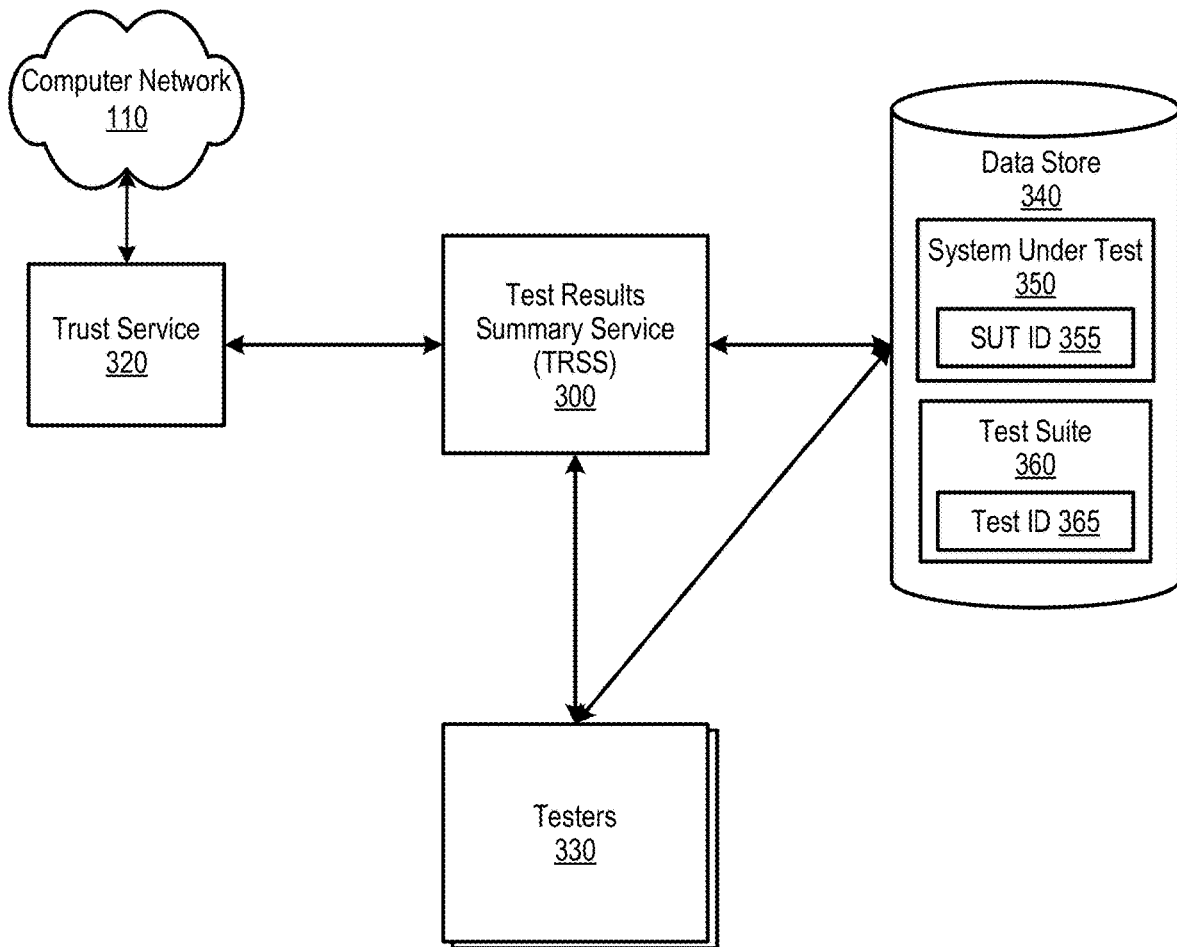 Computer Network
110
Trust Service
320
Test Results
Summary Service
(TRSS)
300
Data Store
340
System Under Test
350
SUT ID 355
Test Suite
360
Test ID 365
Testers
330